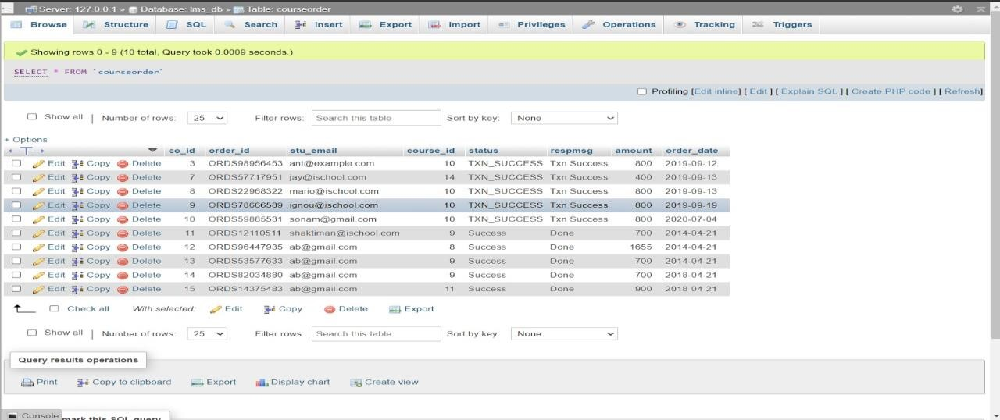 Server: 127.0.0.1 » Database: lms_db » Table: courseorder
Browse Structure SQL Search Insert Export Import Privileges Operations Tracking Triggers
Showing rows 0 - 9 (10 total, Query took 0.0009 seconds.)
SELECT * FROM `courseorder`
Profiling [Edit inline] [ Edit ] [ Explain SQL ] [ Create PHP code ] [ Refresh]
Show all | Number of rows: 25 Filter rows: Search this table Sort by key: None
+ Options
←T→ co_id order_id stu_email course_id status respmsg amount order_date
Edit Copy Delete 3 ORDS98956453 ant@example.com 10 TXN_SUCCESS Txn Success 800 2019-09-12
Edit Copy Delete 7 ORDS57717951 jay@ischool.com 14 TXN_SUCCESS Txn Success 400 2019-09-13
Edit Copy Delete 8 ORDS22968322 mario@ischool.com 10 TXN_SUCCESS Txn Success 800 2019-09-13
Edit Copy Delete 9 ORDS78666589 ignou@ischool.com 10 TXN_SUCCESS Txn Success 800 2019-09-19
Edit Copy Delete 10 ORDS59885531 sonam@gmail.com 10 TXN_SUCCESS Txn Success 800 2020-07-04
Edit Copy Delete 11 ORDS12110511 shaktiman@ischool.com 9 Success Done 700 2014-04-21
Edit Copy Delete 12 ORDS96447935 ab@gmail.com 8 Success Done 1655 2014-04-21
Edit Copy Delete 13 ORDS53577633 ab@gmail.com 9 Success Done 700 2014-04-21
Edit Copy Delete 14 ORDS82034880 ab@gmail.com 9 Success Done 700 2018-04-21
Edit Copy Delete 15 ORDS14375483 ab@gmail.com 11 Success Done 900 2018-04-21
Check all With selected: Edit Copy Delete Export
Show all | Number of rows: 25 Filter rows: Search this table Sort by key: None
Query results operations
Print Copy to clipboard Export Display chart Create view
Console mark this SQL query